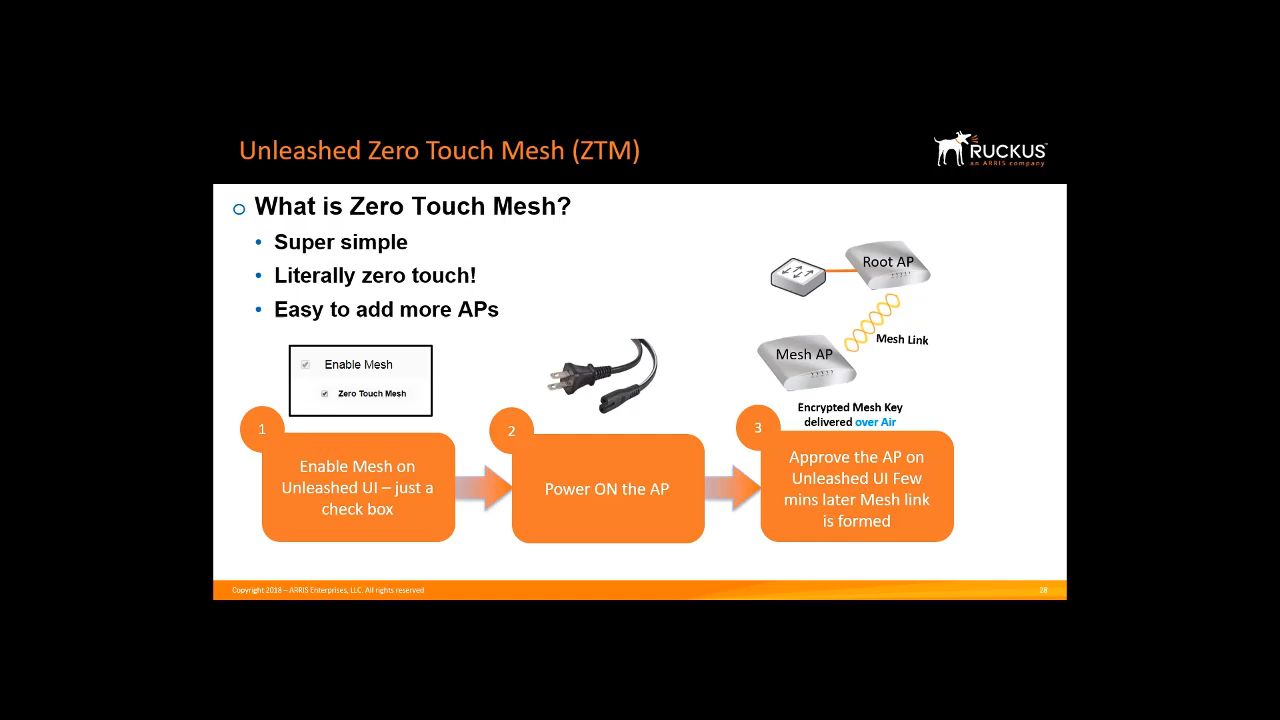 Unleashed Zero Touch Mesh (ZTM)
RUCKUS™
an ARRIS company
What is Zero Touch Mesh?
Super simple
Literally zero touch!
Easy to add more APs
Root AP
Mesh Link
Mesh AP
Encrypted Mesh Key
delivered over Air
Enable Mesh
Zero Touch Mesh
1
Enable Mesh on
Unleashed UI – just a
check box
2
Power ON the AP
3
Approve the AP on
Unleashed UI Few
mins later Mesh link
is formed
Copyright 2018 – ARRIS Enterprises, LLC. All rights reserved
28